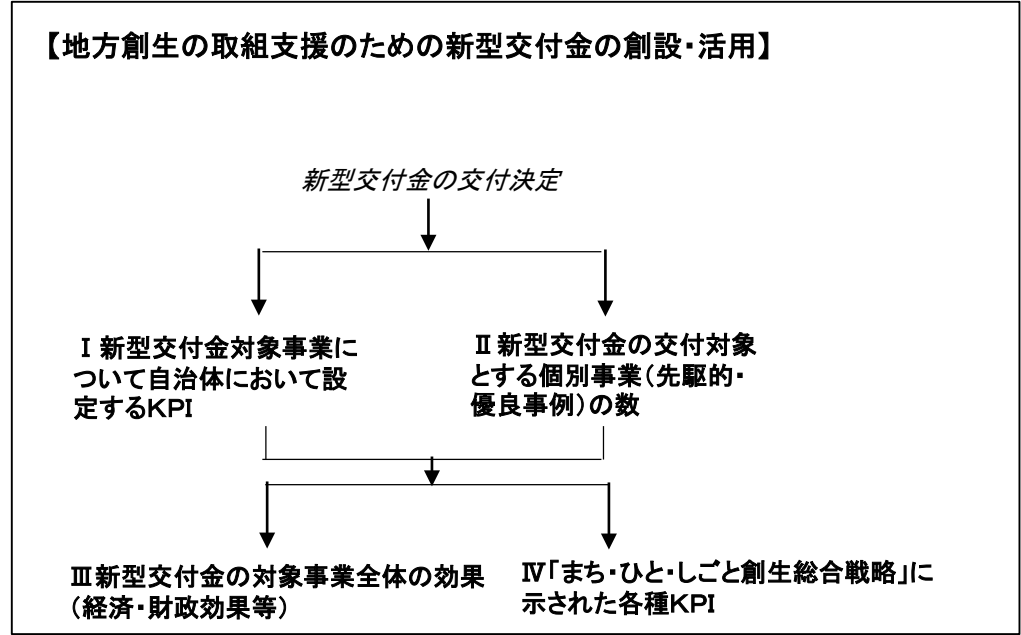 【地方創生の取組支援のための新型交付金の創設・活用】
新型交付金の交付決定
Ⅰ新型交付金対象事業に
ついて自治体において設
定するKPI
Ⅱ新型交付金の交付対象
とする個別事業（先駆的・
優良事例）の数
Ⅲ新型交付金の対象事業全体の効果
（経済・財政効果等）
Ⅳ「まち・ひと・しごと創生総合戦略」に
示された各種KPI